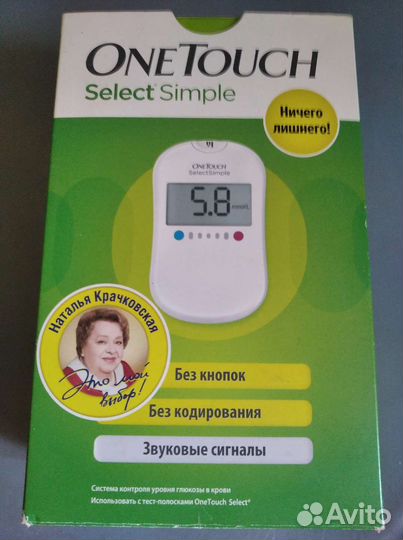 ONETOUCH
Select® Simple
Ничего
лишнего!
ONETOUCH
SelectSimple
5.8 mmol/L
Наталья Крачковская
Это мой
выбор!
Без кнопок
Без кодирования
Звуковые сигналы
Система контроля уровня глюкозы в крови
Использовать с тест-полосками OneTouch Select®
Avito